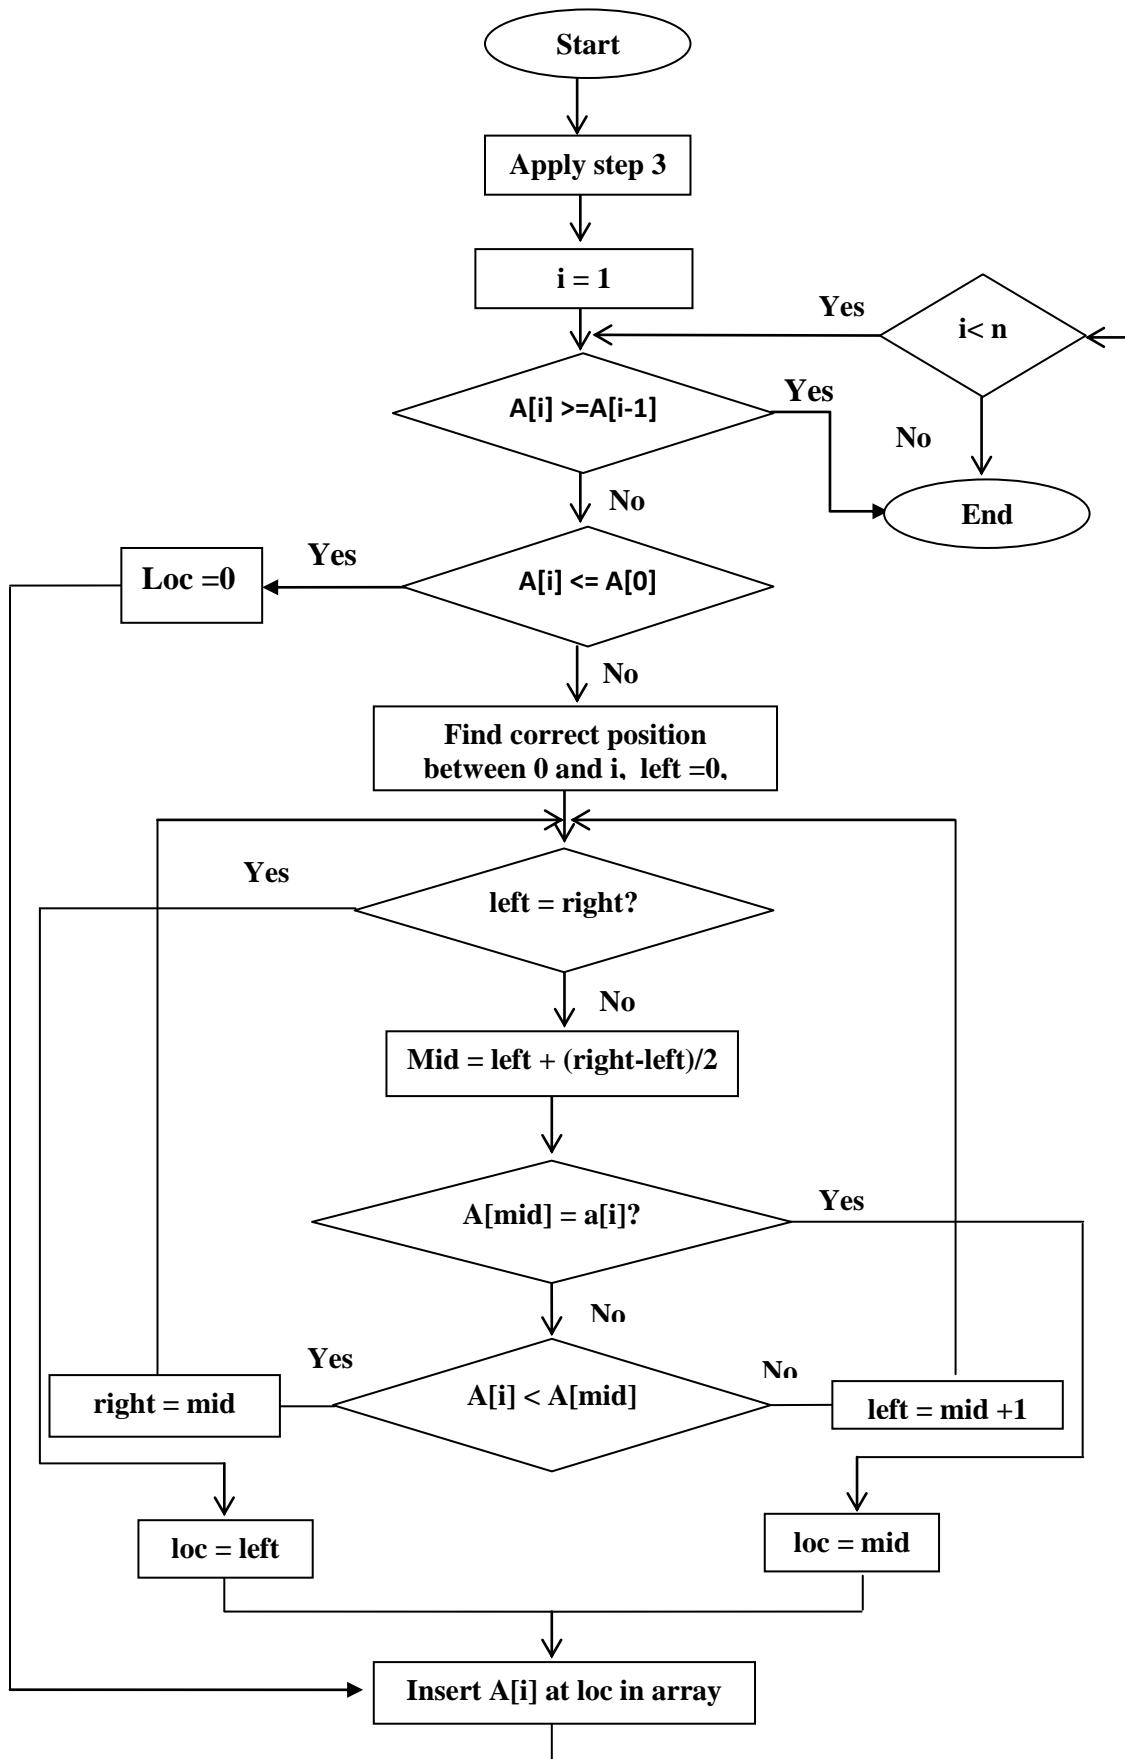 Start
Apply step 3
i = 1
Yes
i< n
A[i] >=A[i-1]
Yes
No
End
No
Loc =0
Yes
A[i] <= A[0]
No
Find correct position
between 0 and i,  left =0,
Yes
left = right?
No
Mid = left + (right-left)/2
A[mid] = a[i]?
Yes
No
Yes
A[i] < A[mid]
No
right = mid
left = mid +1
loc = left
loc = mid
Insert A[i] at loc in array